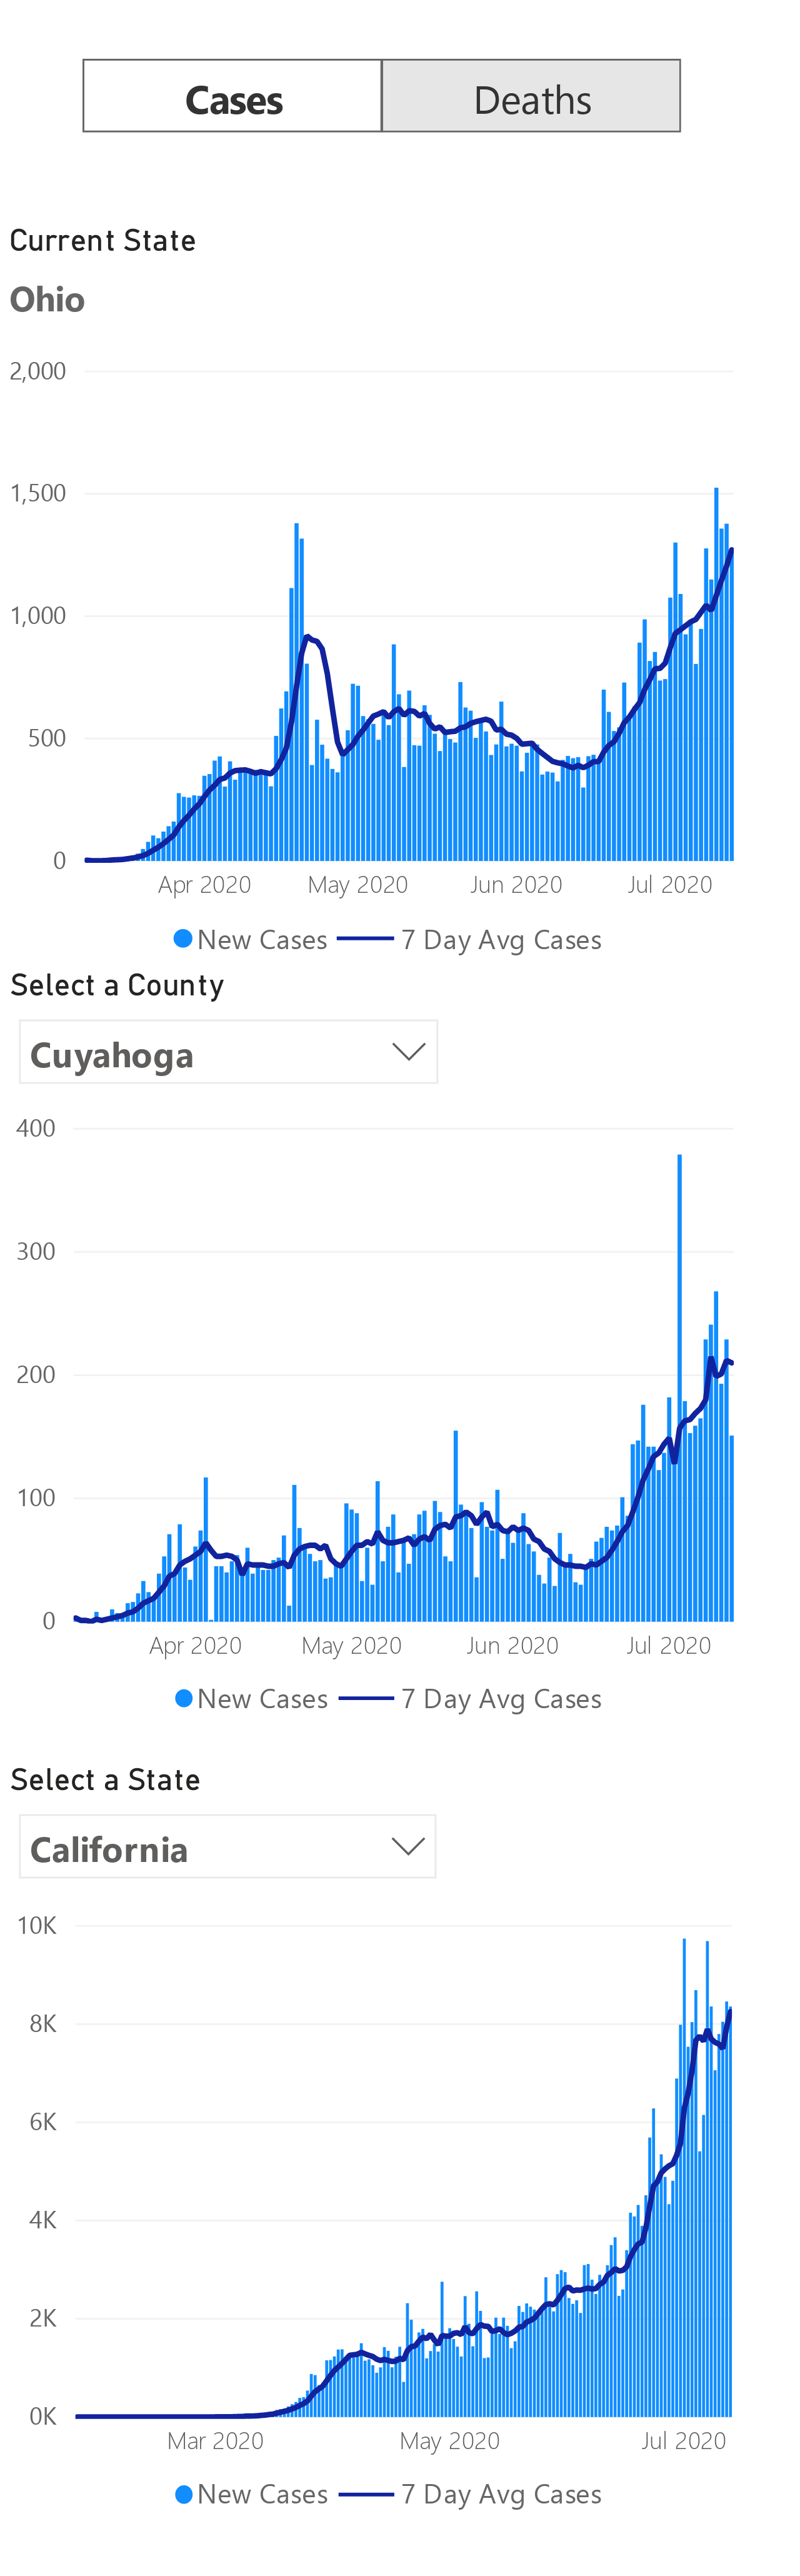 Cases Deaths
Current State
Ohio
2,000
1,500
1,000
500
0
Apr 2020 May 2020 Jun 2020 Jul 2020
New Cases 7 Day Avg Cases
Select a County
Cuyahoga
400
300
200
100
0
Apr 2020 May 2020 Jun 2020 Jul 2020
New Cases 7 Day Avg Cases
Select a State
California
10K
8K
6K
4K
2K
0K
Mar 2020 May 2020 Jul 2020
New Cases 7 Day Avg Cases